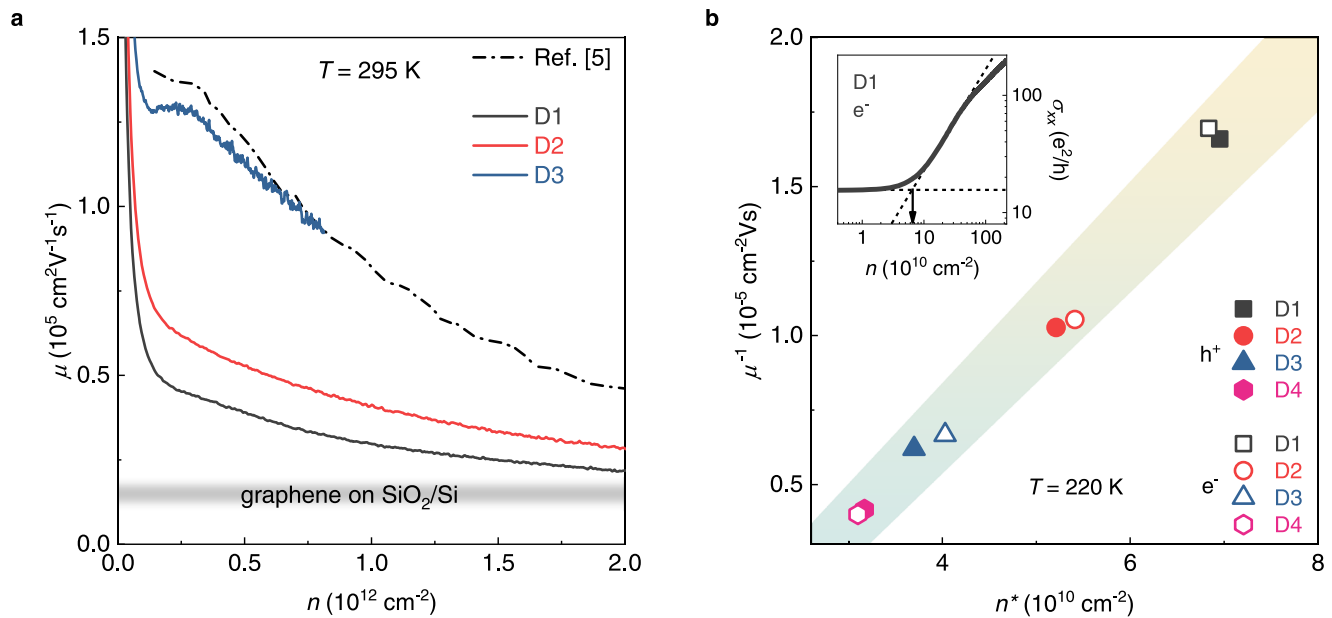 a
1.5
1.0
0.5
0.0
μ (10⁵ cm²V⁻¹s⁻¹)
T = 295 K
Ref. [5]
D1
D2
D3
graphene on SiO₂/Si
0.0 0.5 1.0 1.5 2.0
n (10¹² cm⁻²)
b
2.0
1.5
1.0
0.5
μ⁻¹ (10⁻⁵ cm⁻²Vs)
D1
e⁻
100
10
σₓₓ (e²/h)
1 10 100
n (10¹⁰ cm⁻²)
h⁺
D1
D2
D3
D4
e⁻
D1
D2
D3
D4
T = 220 K
4 6 8
n* (10¹⁰ cm⁻²)